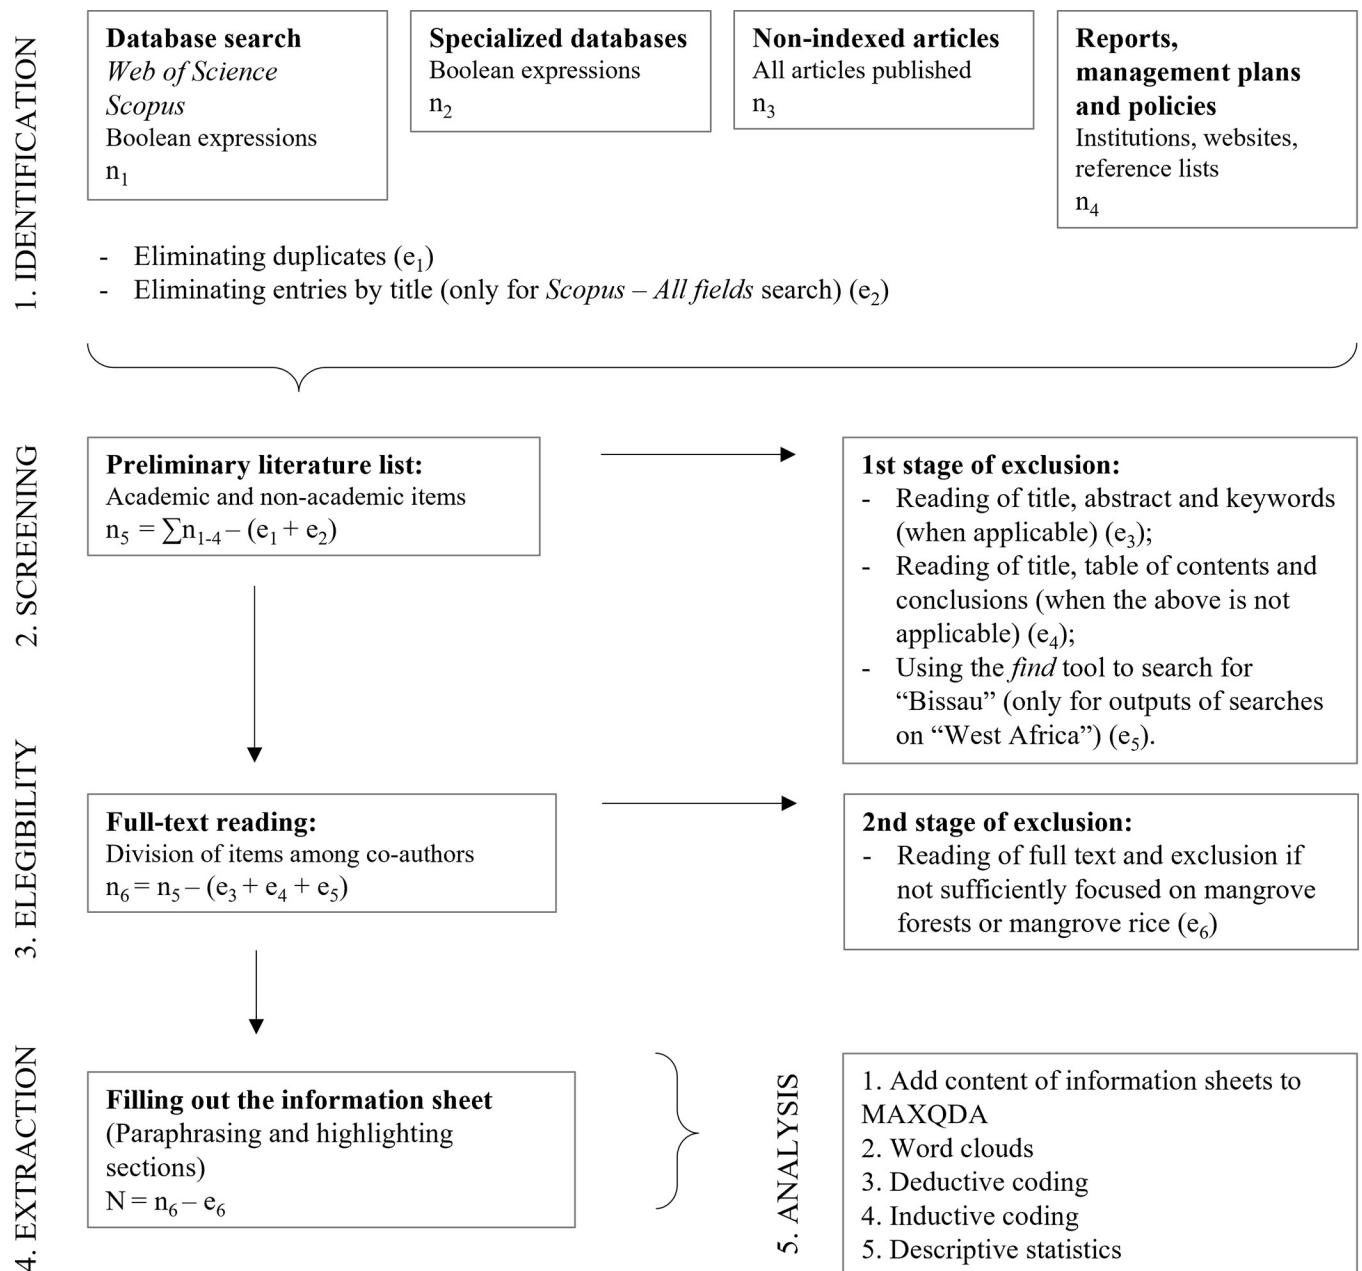 1. IDENTIFICATION
Database search
Web of Science
Scopus
Boolean expressions
n1
Specialized databases
Boolean expressions
n2
Non-indexed articles
All articles published
n3
Reports,
management plans
and policies
Institutions, websites,
reference lists
n4
- Eliminating duplicates (e1)
- Eliminating entries by title (only for Scopus – All fields search) (e2)
2. SCREENING
Preliminary literature list:
Academic and non-academic items
n5 = ∑n1-4 – (e1 + e2)
1st stage of exclusion:
- Reading of title, abstract and keywords
(when applicable) (e3);
- Reading of title, table of contents and
conclusions (when the above is not
applicable) (e4);
- Using the find tool to search for
“Bissau” (only for outputs of searches
on “West Africa”) (e5).
3. ELEGIBILITY
Full-text reading:
Division of items among co-authors
n6 = n5 – (e3 + e4 + e5)
2nd stage of exclusion:
- Reading of full text and exclusion if
not sufficiently focused on mangrove
forests or mangrove rice (e6)
4. EXTRACTION
Filling out the information sheet
(Paraphrasing and highlighting
sections)
N = n6 – e6
5. ANALYSIS
1. Add content of information sheets to
MAXQDA
2. Word clouds
3. Deductive coding
4. Inductive coding
5. Descriptive statistics